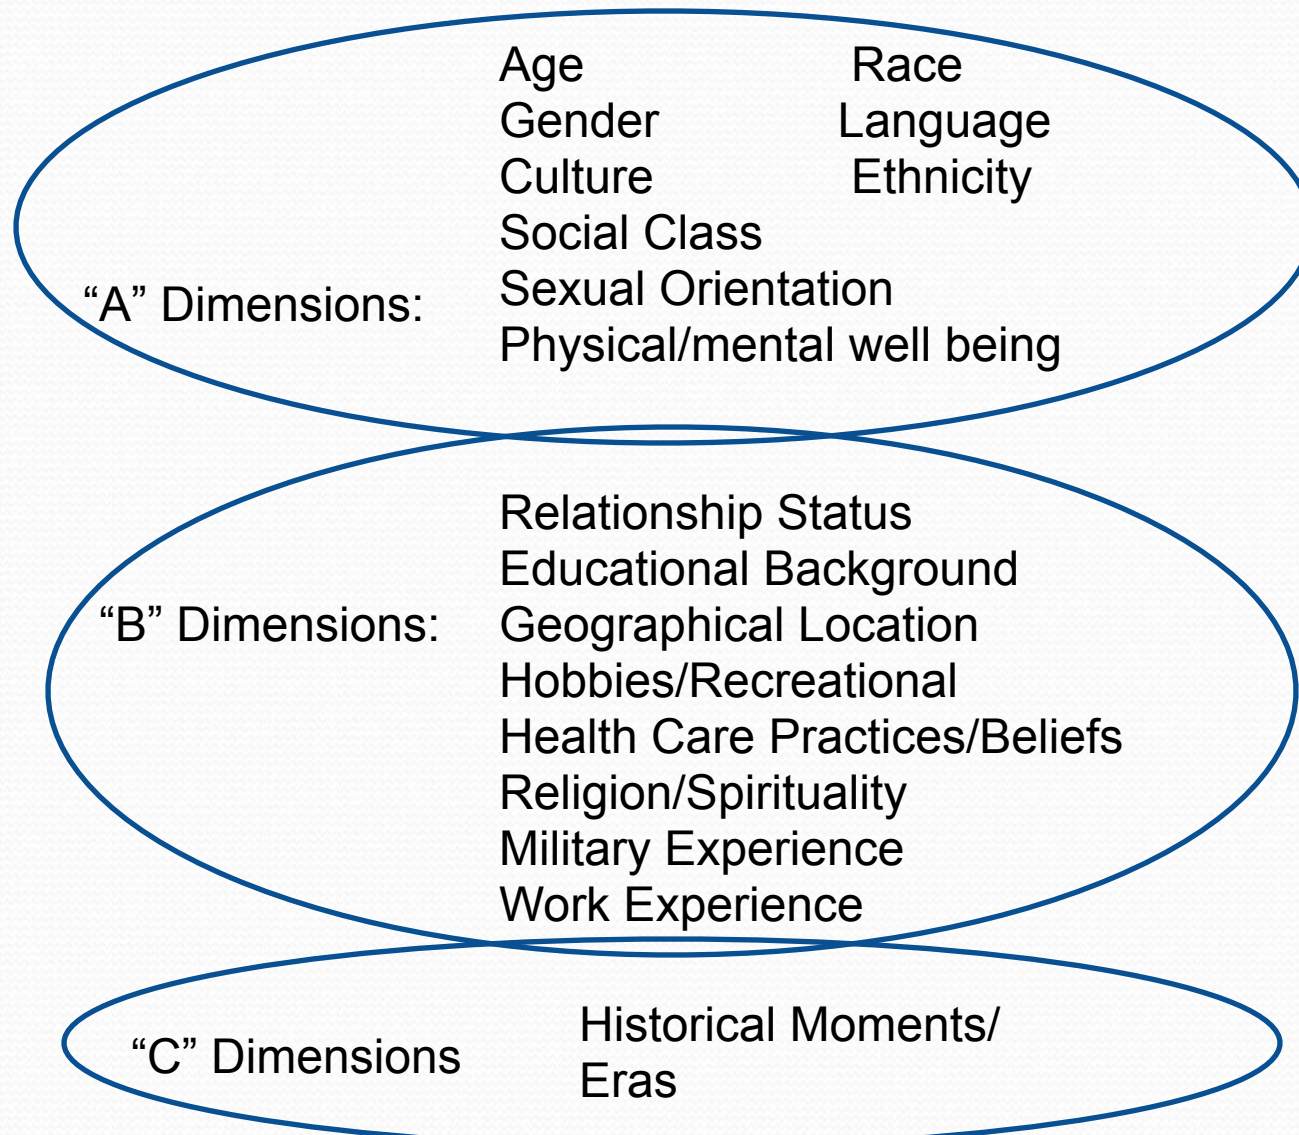 Age Race
Gender Language
Culture Ethnicity
Social Class
Sexual Orientation
“A” Dimensions:
Physical/mental well being
Relationship Status
Educational Background
“B” Dimensions: Geographical Location
Hobbies/Recreational
Health Care Practices/Beliefs
Religion/Spirituality
Military Experience
Work Experience
“C” Dimensions
Historical Moments/
Eras